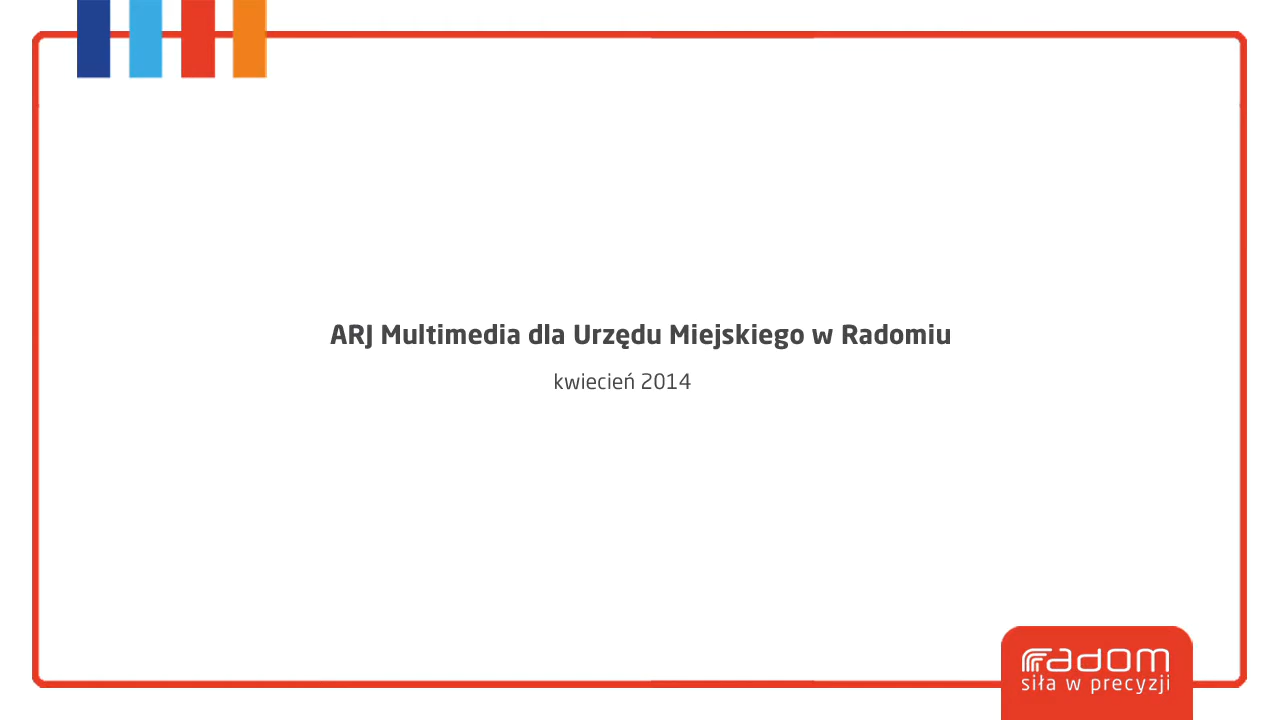 ARJ Multimedia dla Urzędu Miejskiego w Radomiu
kwiecień 2014
radom
siła w precyzji